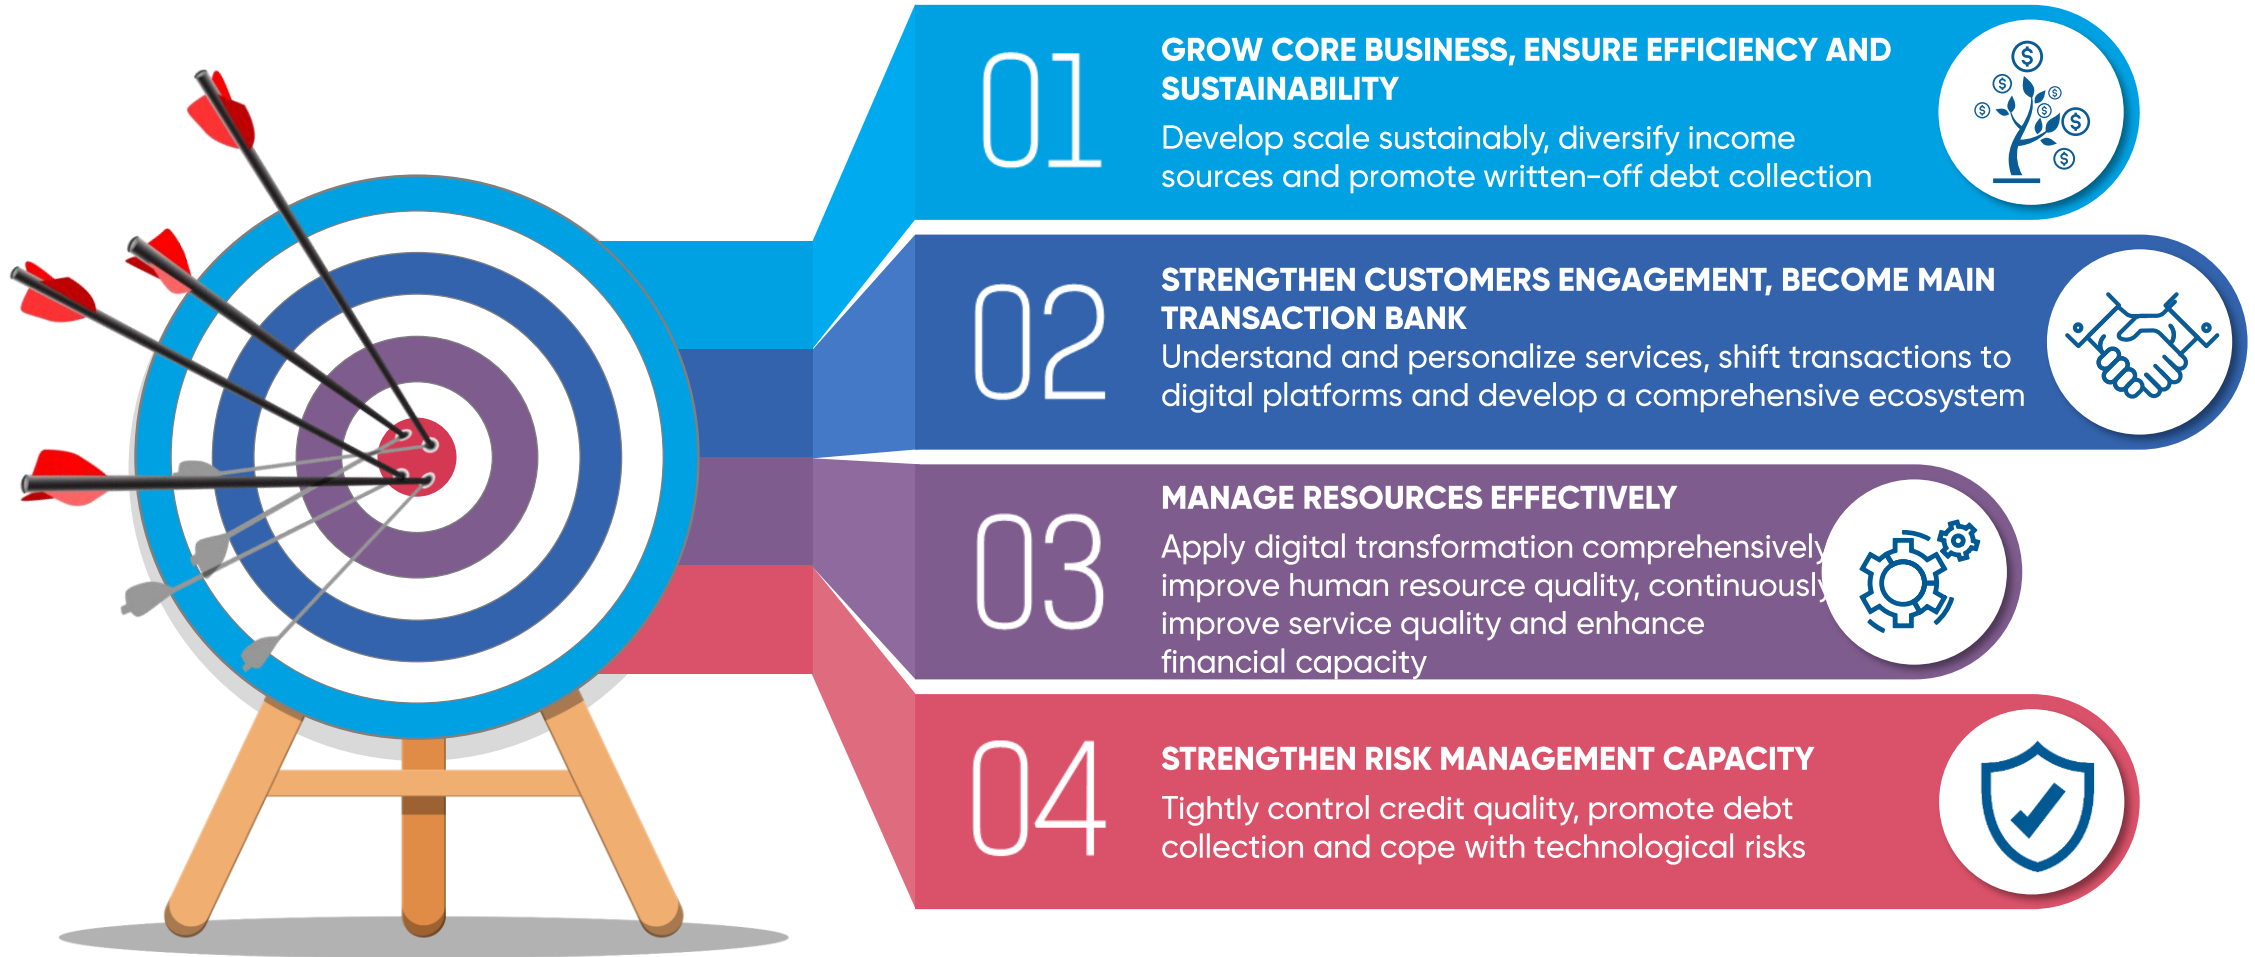 01
GROW CORE BUSINESS, ENSURE EFFICIENCY AND
SUSTAINABILITY
Develop scale sustainably, diversify income
sources and promote written-off debt collection
02
STRENGTHEN CUSTOMERS ENGAGEMENT, BECOME MAIN
TRANSACTION BANK
Understand and personalize services, shift transactions to
digital platforms and develop a comprehensive ecosystem
03
MANAGE RESOURCES EFFECTIVELY
Apply digital transformation comprehensively
improve human resource quality, continuously
improve service quality and enhance
financial capacity
04
STRENGTHEN RISK MANAGEMENT CAPACITY
Tightly control credit quality, promote debt
collection and cope with technological risks